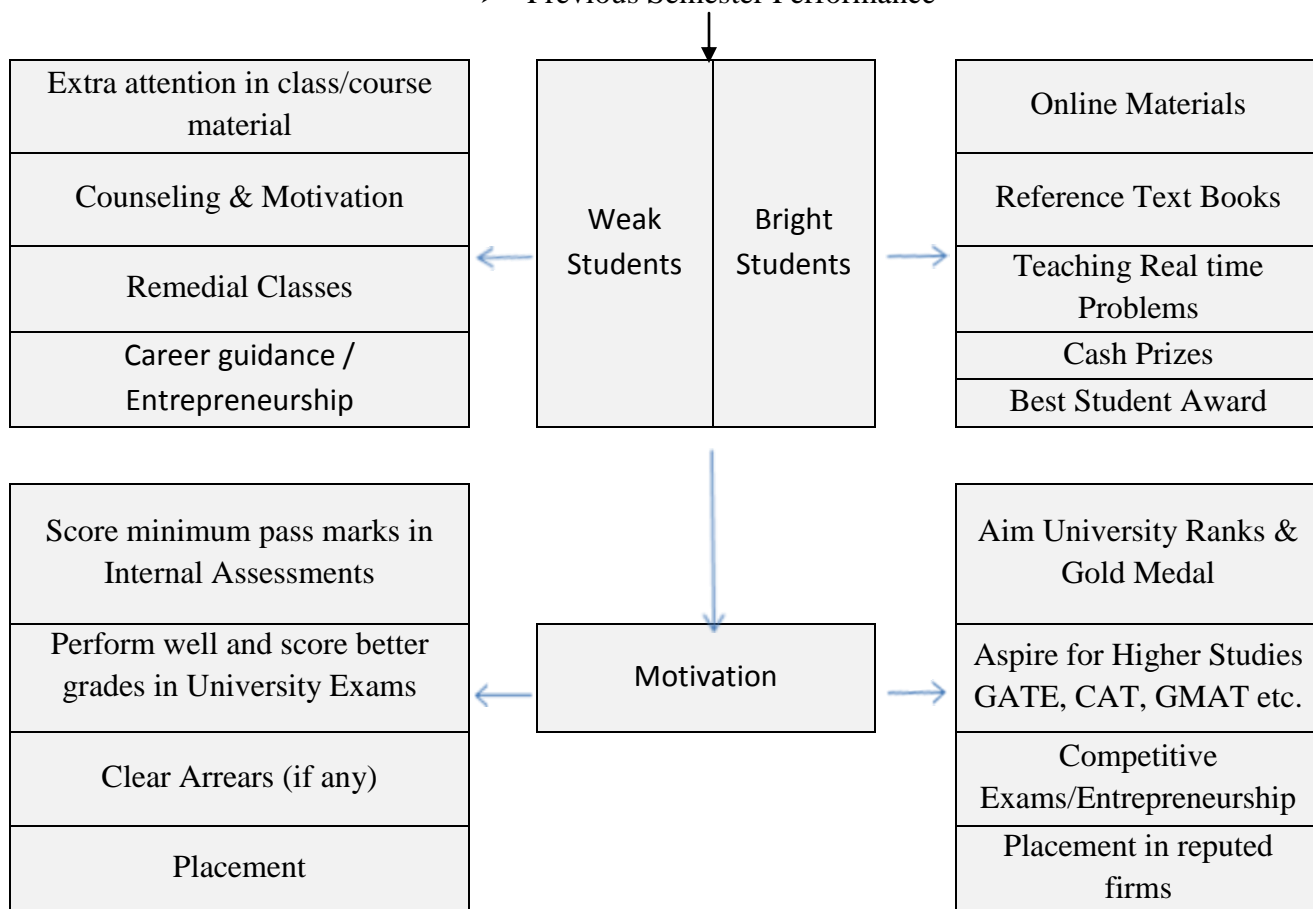 Previous Semester Performance
Extra attention in class/course
material
Counseling & Motivation
Remedial Classes
Career guidance /
Entrepreneurship
Weak
Students
Bright
Students
Online Materials
Reference Text Books
Teaching Real time
Problems
Cash Prizes
Best Student Award
Score minimum pass marks in
Internal Assessments
Perform well and score better
grades in University Exams
Clear Arrears (if any)
Placement
Motivation
Aim University Ranks &
Gold Medal
Aspire for Higher Studies
GATE, CAT, GMAT etc.
Competitive
Exams/Entrepreneurship
Placement in reputed
firms